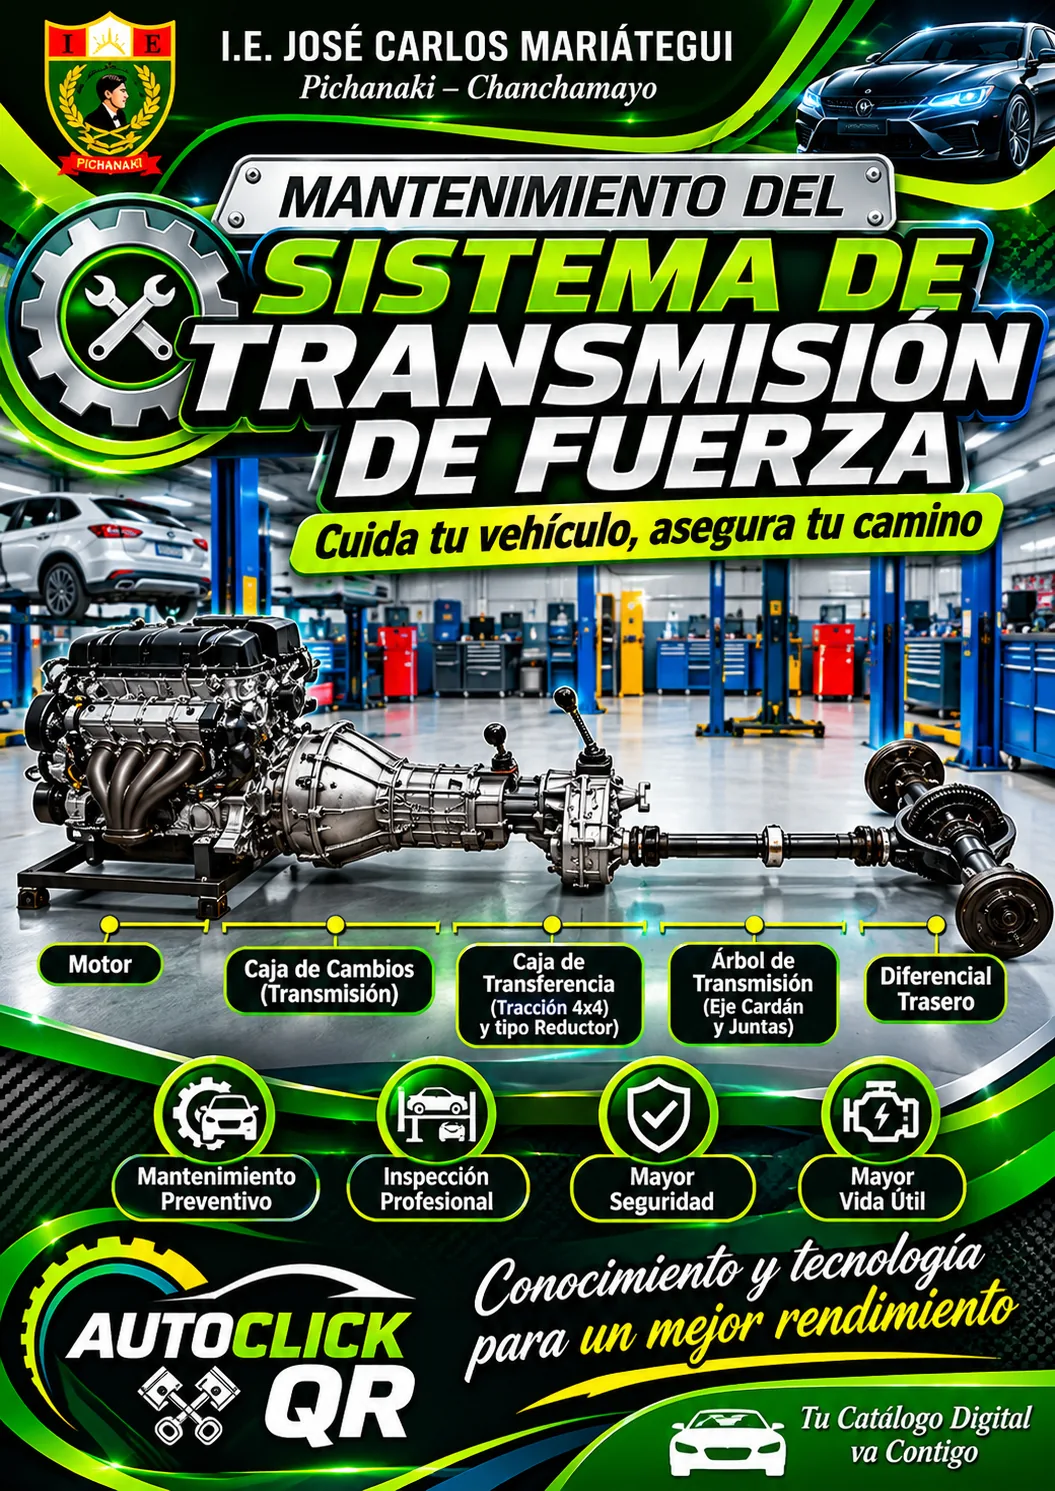 I E
PICHANAKI
I.E. JOSÉ CARLOS MARIÁTEGUI
Pichanaki – Chanchamayo
MANTENIMIENTO DEL
SISTEMA DE
TRANSMISIÓN
DE FUERZA
Cuida tu vehículo, asegura tu camino
Motor
Caja de Cambios
(Transmisión)
Caja de
Transferencia
(Tracción 4x4)
y tipo Reductor)
Árbol de
Transmisión
(Eje Cardán
y Juntas)
Diferencial
Trasero
Mantenimiento
Preventivo
Inspección
Profesional
Mayor
Seguridad
Mayor
Vida Útil
AUTOCLICK
QR
Conocimiento y tecnología
para un mejor rendimiento
Tu Catálogo Digital
va Contigo